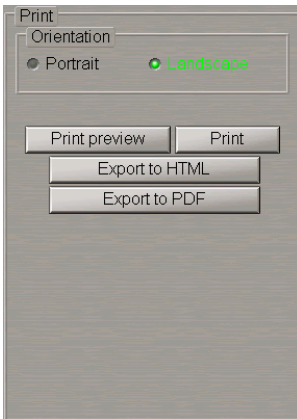 Print
Orientation
Portrait Landscape
Print preview Print
Export to HTML
Export to PDF